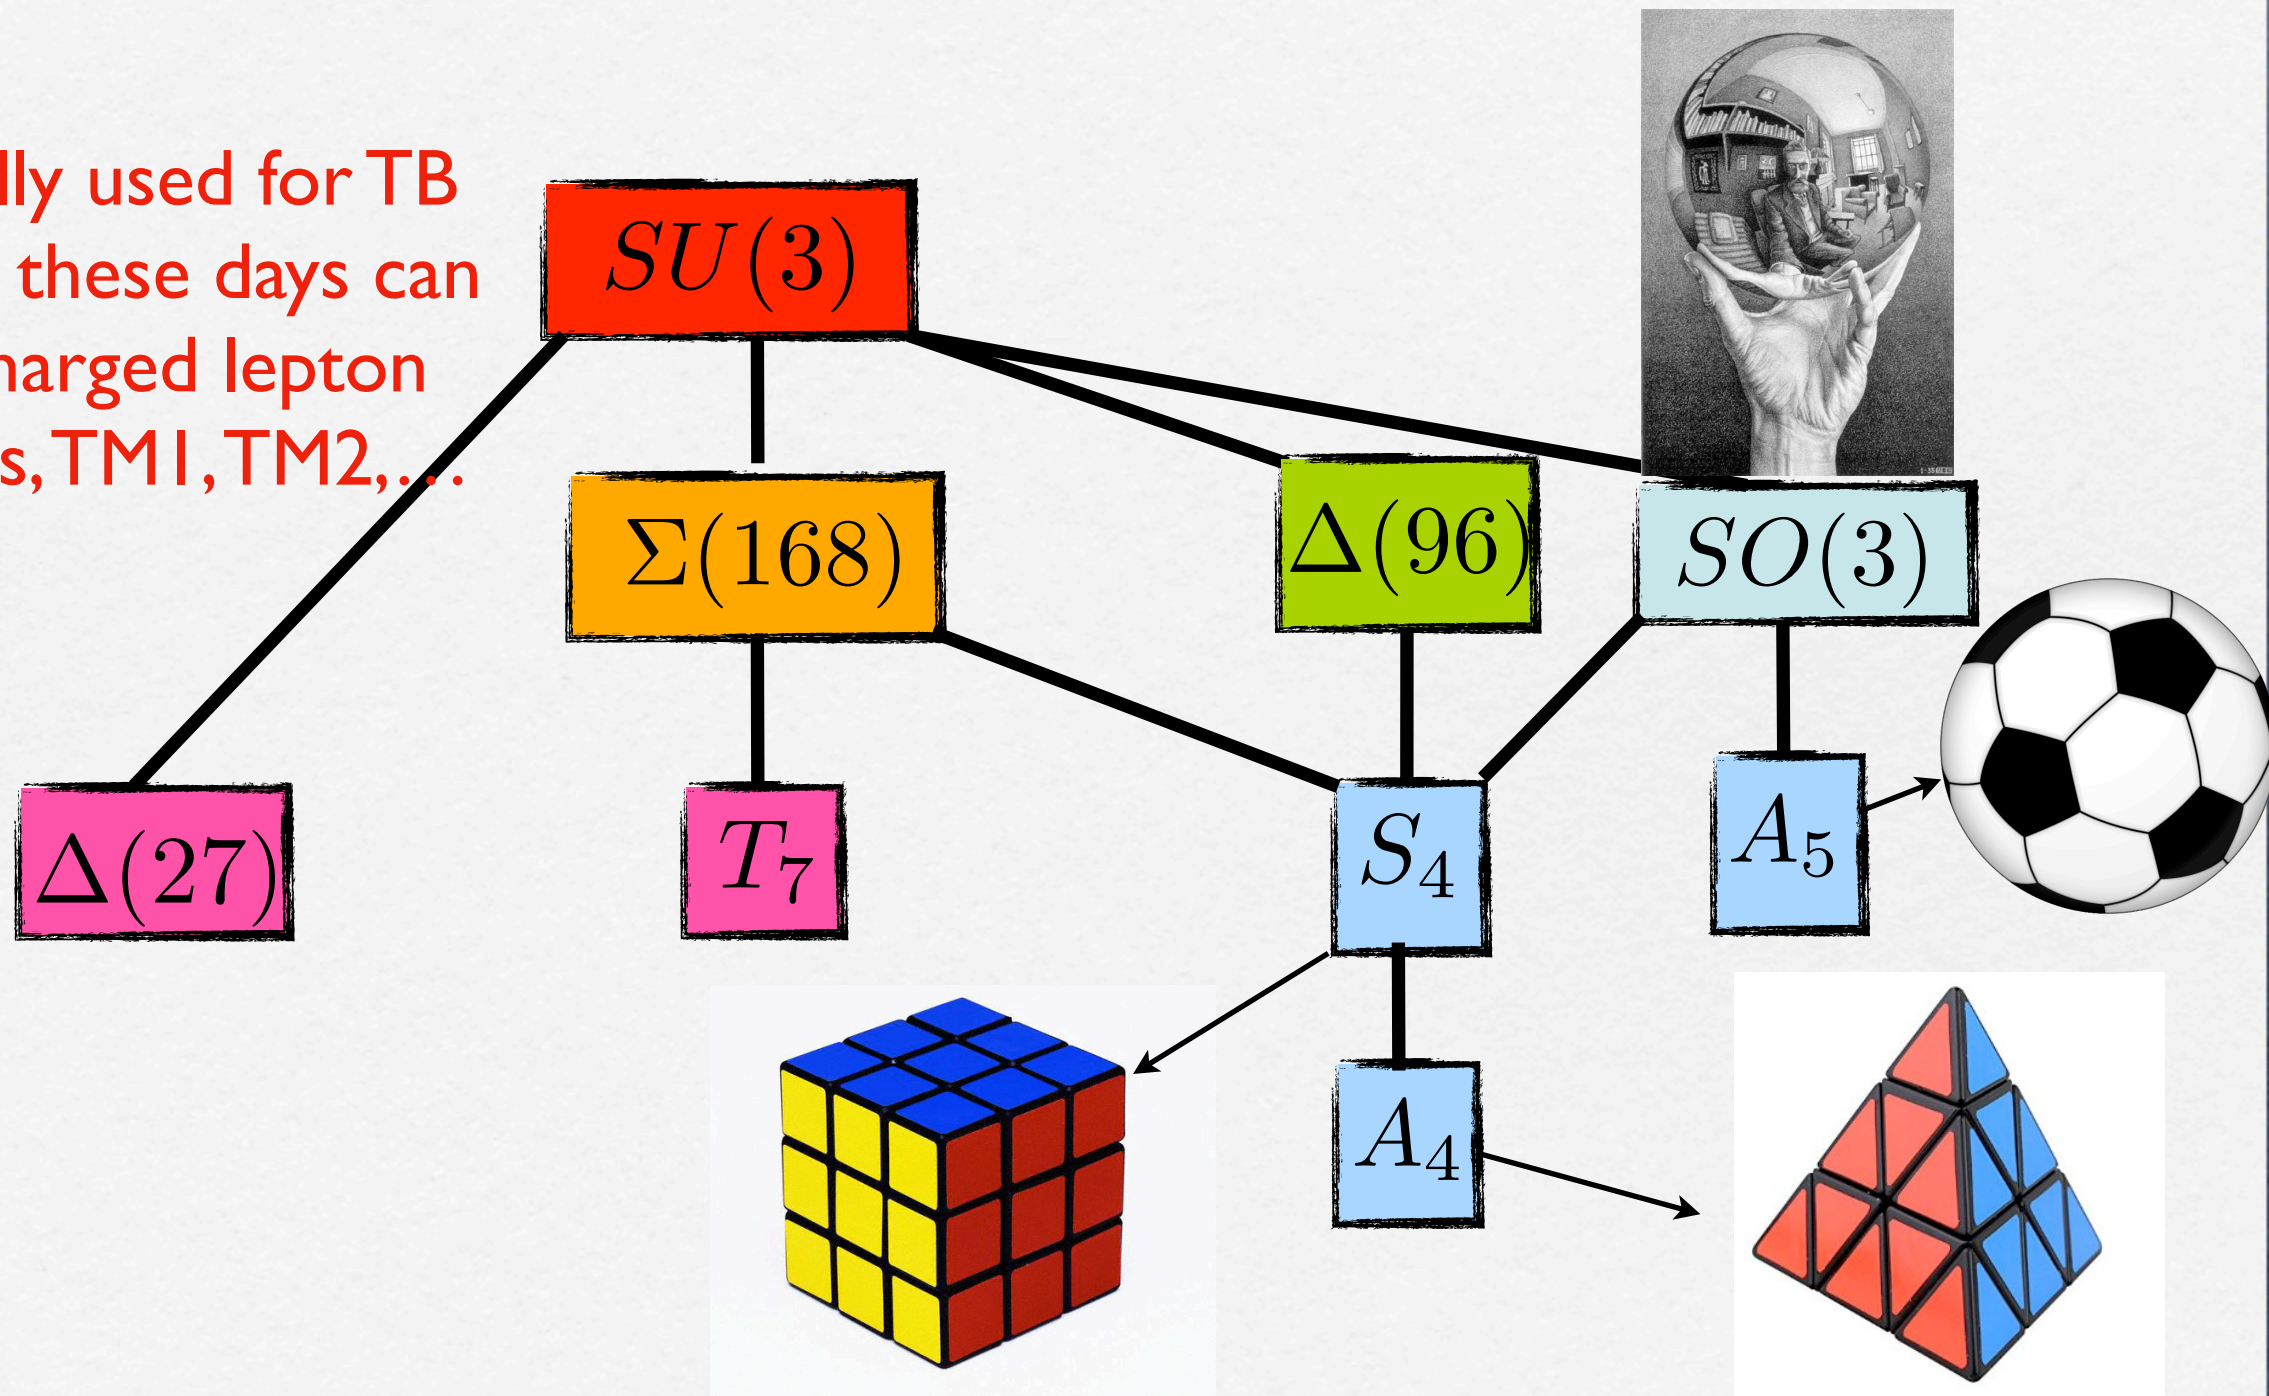 lly used for TB
these days can
harged lepton
s, TM1, TM2,…
SU(3)
Σ(168)
Δ(96)
SO(3)
Δ(27)
T₇
S₄
A₅
A₄